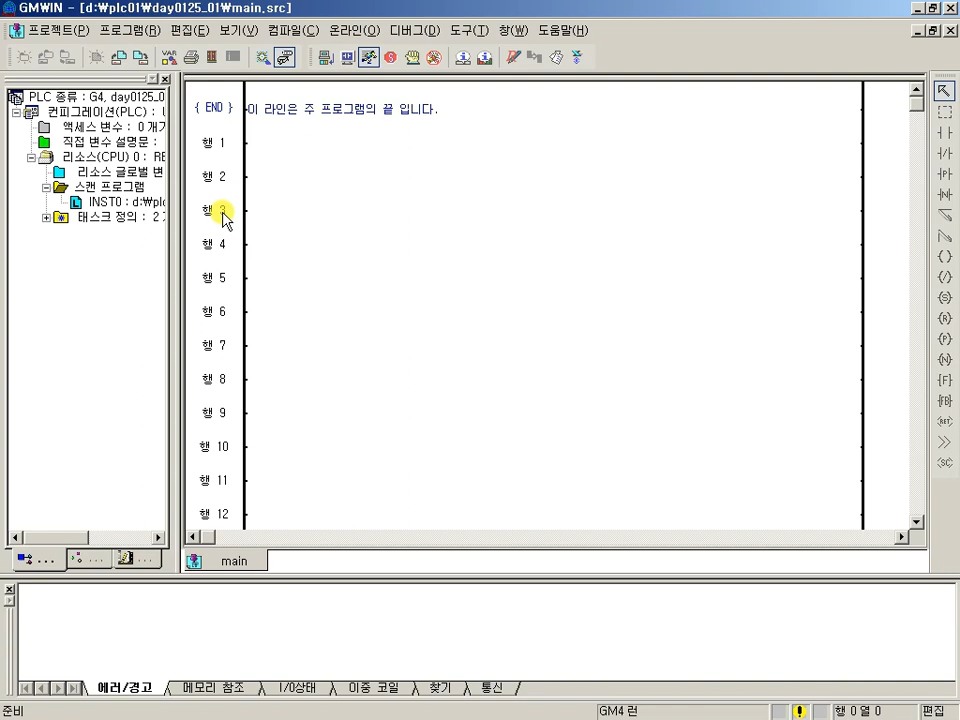 GMWIN - [d:\plc01\day0125_01\main.src]
프로젝트(P) 프로그램(R) 편집(E) 보기(V) 컴파일(C) 온라인(O) 디버그(D) 도구(T) 창(W) 도움말(H)
PLC 종류 : G4, day0125_0
컨피그레이션(PLC) :
액세스 변수 : 0 개
직접 변수 설명문 :
리소스(CPU) 0 : RE
리소스 글로벌 변
스캔 프로그램
INST0 : d:\plc
태스크 정의 : 2
{ END } 이 라인은 주 프로그램의 끝 입니다.
행 1
행 2
행 3
행 4
행 5
행 6
행 7
행 8
행 9
행 10
행 11
행 12
main
에러/경고 메모리 참조 I/O상태 이중 코일 찾기 통신
준비 GM4 런 행 0 열 0 편집